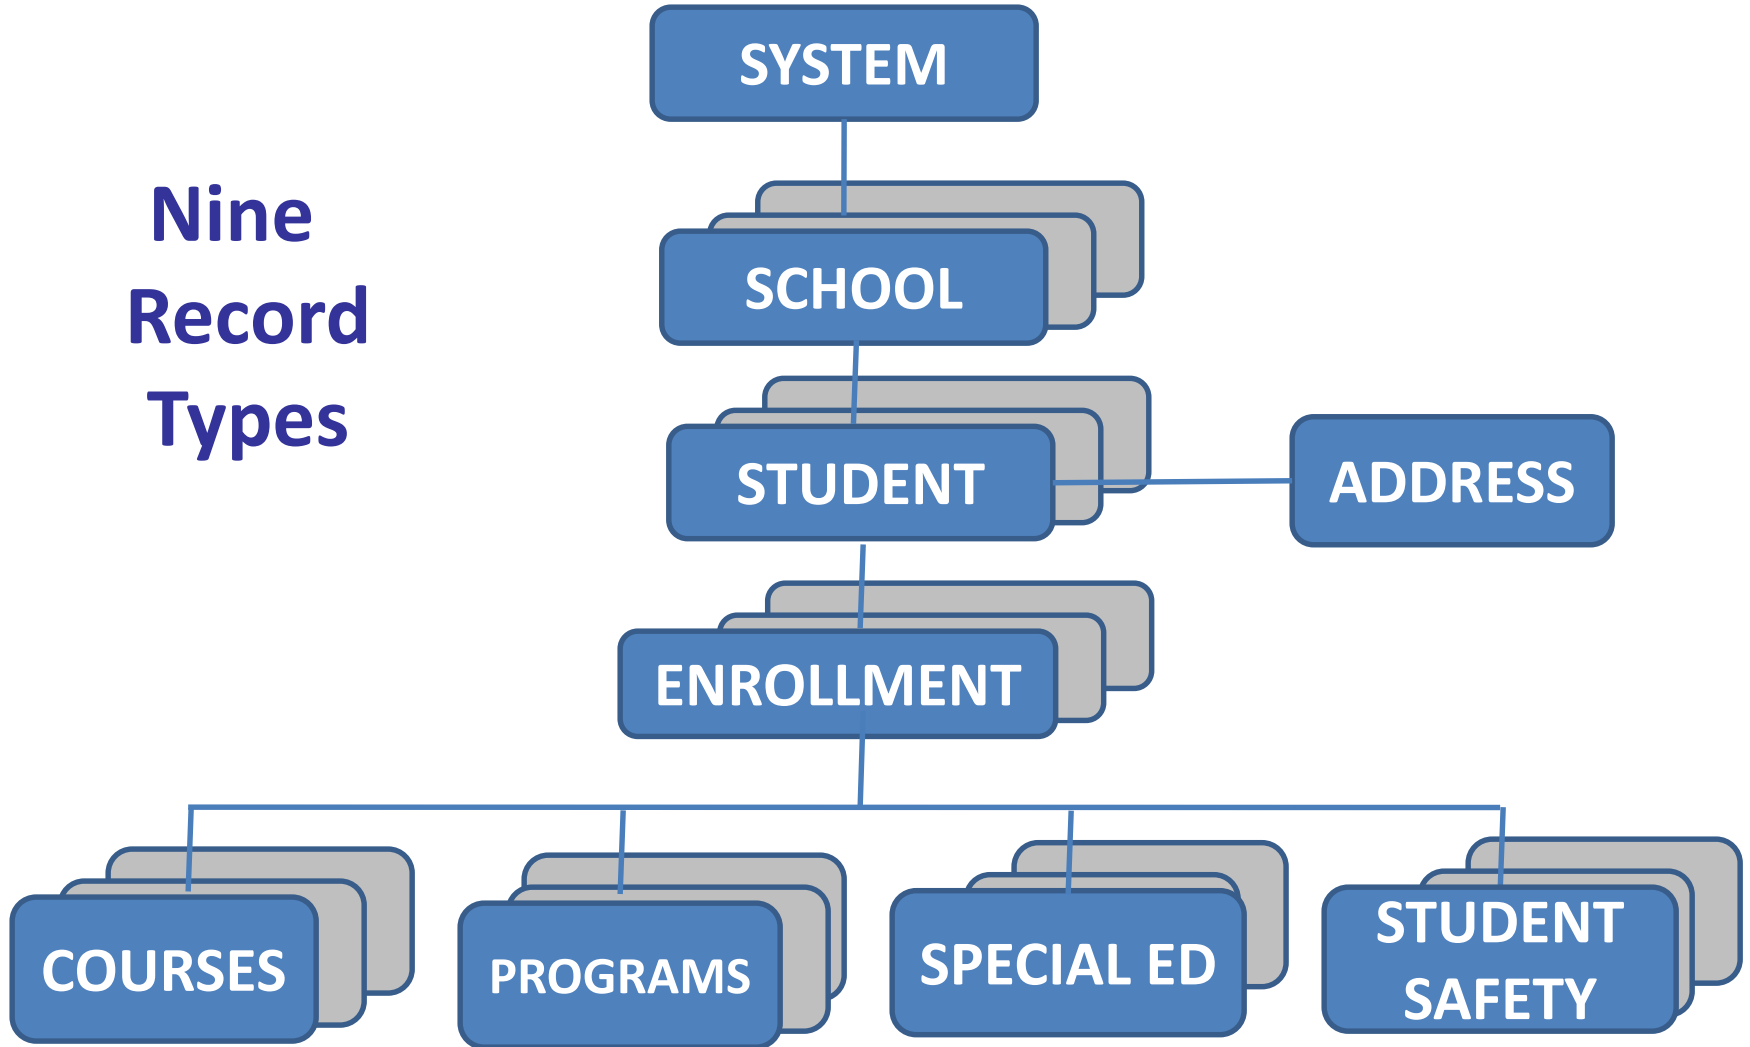 SYSTEM
Nine
Record
Types
SCHOOL
STUDENT
ADDRESS
ENROLLMENT
COURSES
PROGRAMS
SPECIAL ED
STUDENT
SAFETY